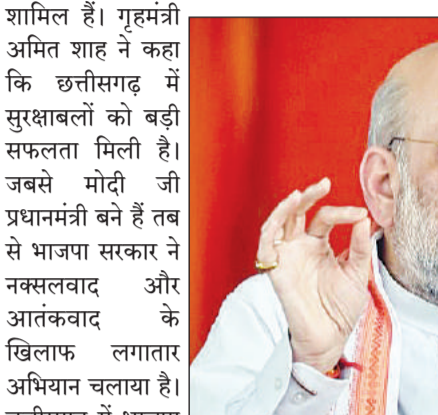 शामिल हैं। गृहमंत्री
अमित शाह ने कहा
कि छत्तीसगढ़ में
सुरक्षाबलों को बड़ी
सफलता मिली है।
जबसे मोदी जी
प्रधानमंत्री बने हैं तब
से भाजपा सरकार ने
नक्सलवाद और
आतंकवाद के
खिलाफ लगातार
अभियान चलाया है।